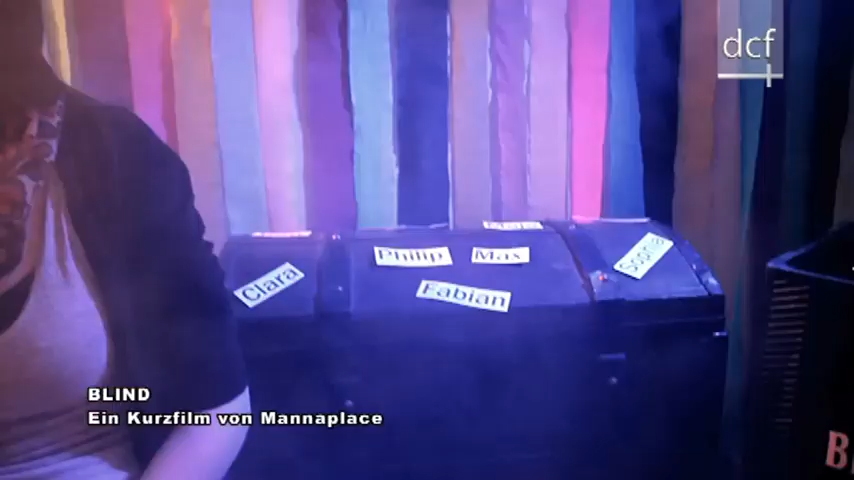 dcf
Clara
Philip
Max
Fabian
Sophia
BLIND
Ein Kurzfilm von Mannaplace
B